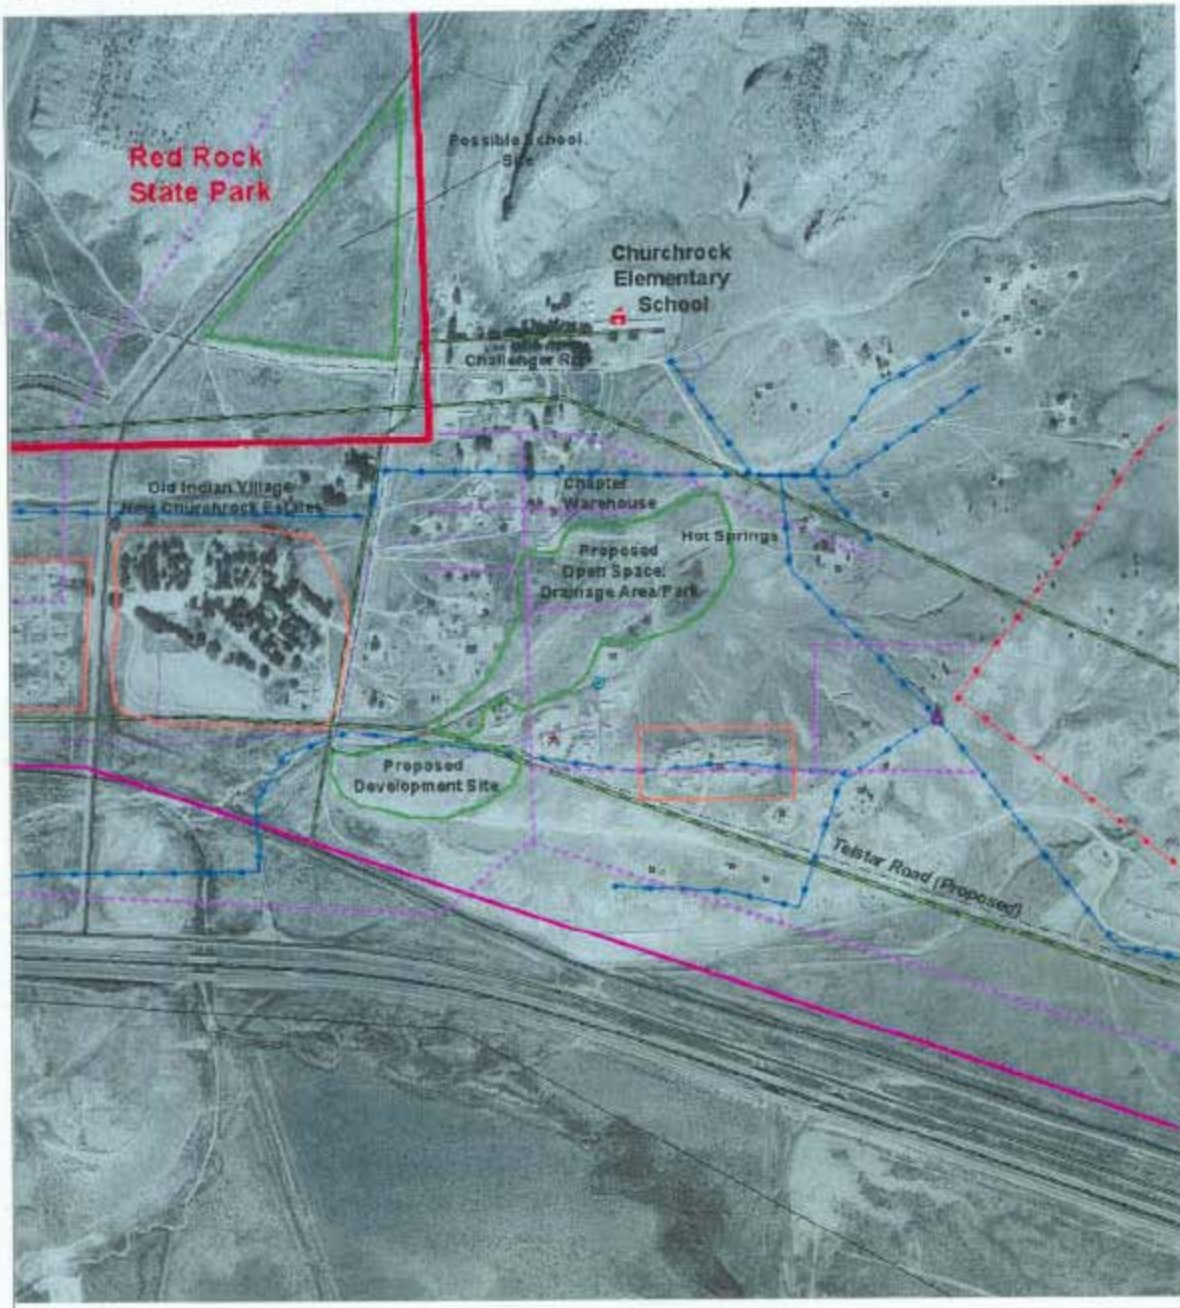 Red Rock
State Park
Possible School
Site
Churchrock
Elementary
School
Challenger Rd
Old Indian Village
New Churchrock Estates
Chapter
Warehouse
Hot Springs
Proposed
Open Space:
Drainage Area/Park
Proposed
Development Site
Telstar Road (Proposed)